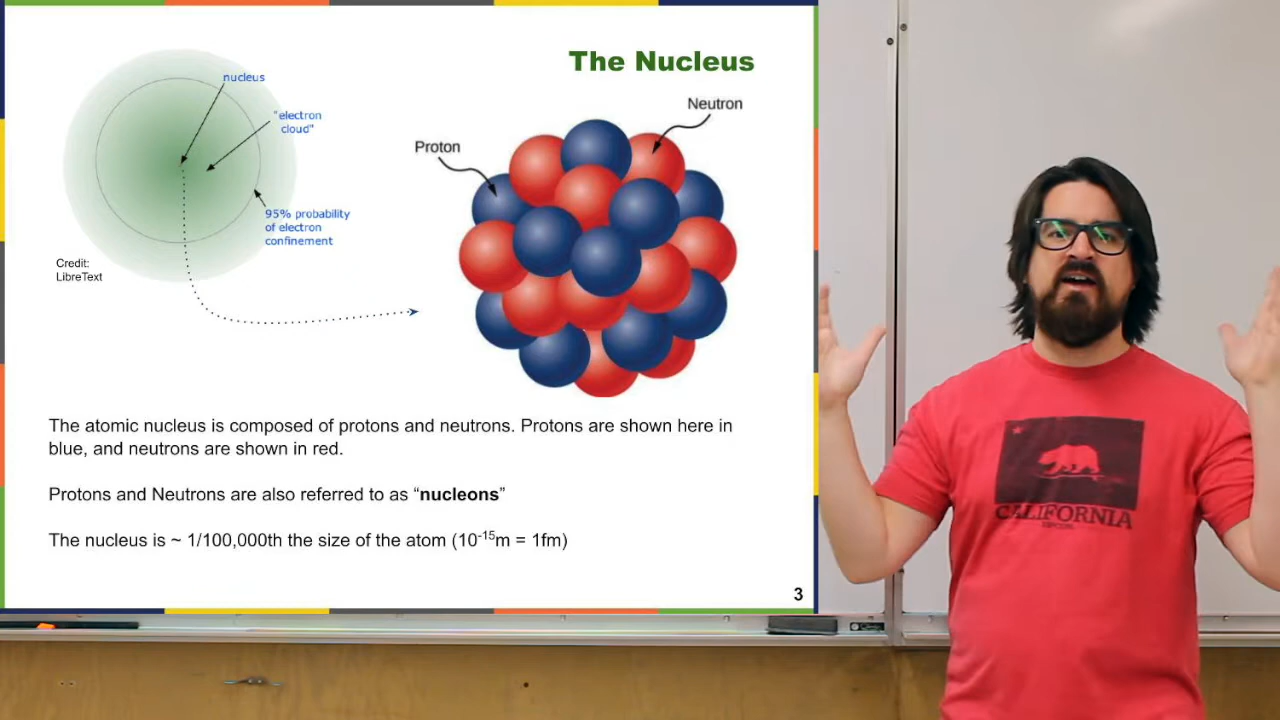 The Nucleus
nucleus
"electron
cloud"
95% probability
of electron
confinement
Credit:
LibreText
Proton
Neutron
The atomic nucleus is composed of protons and neutrons. Protons are shown here in
blue, and neutrons are shown in red.
Protons and Neutrons are also referred to as “nucleons”
The nucleus is ~ 1/100,000th the size of the atom (10⁻¹⁵m = 1fm)
3
CALIFORNIA